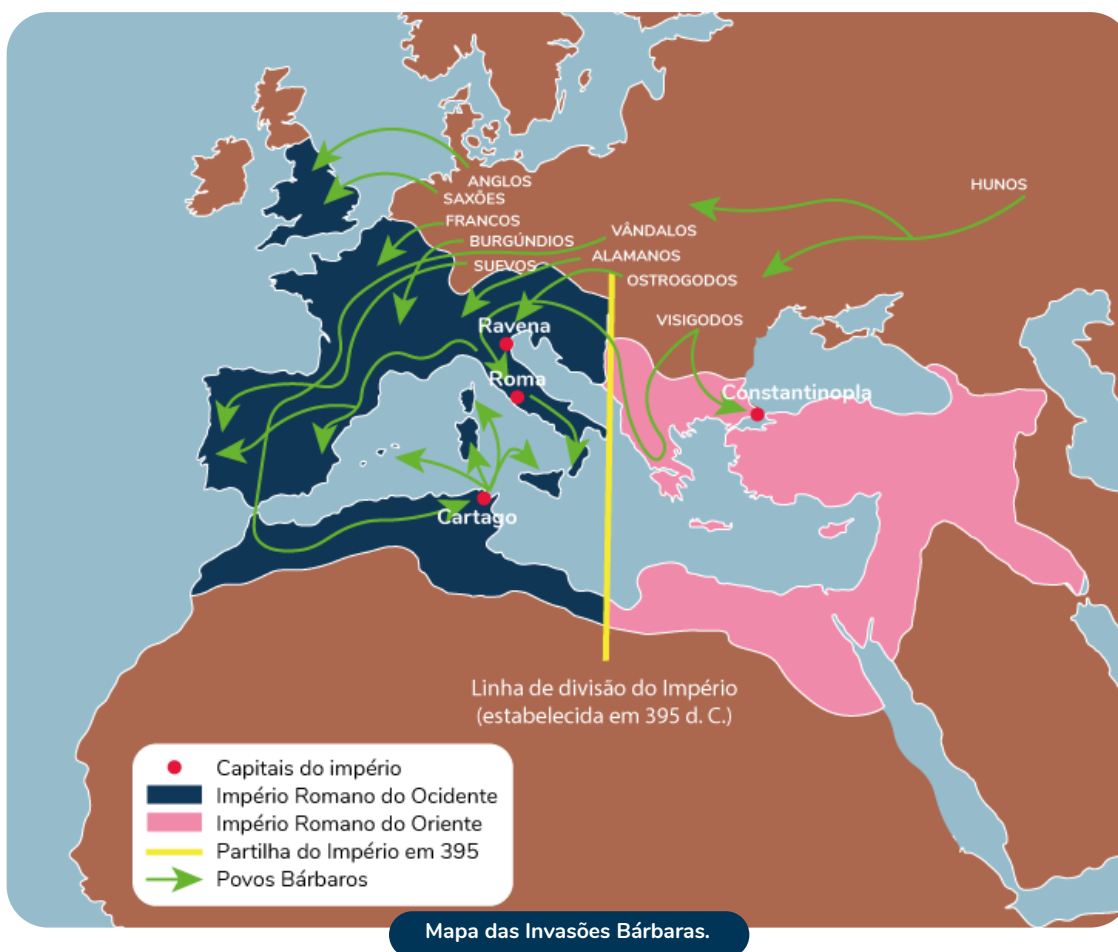 ANGLOS
SAXÕES
HUNOS
FRANCOS
BURGÚNDIOS
VÂNDALOS
SUEVOS
ALAMANOS
OSTROGODOS
VISIGODOS
Ravena
Roma
Constantinopla
Cartago
Linha de divisão do Império
(estabelecida em 395 d. C.)
Capitais do império
Império Romano do Ocidente
Império Romano do Oriente
Partilha do Império em 395
Povos Bárbaros
Mapa das Invasões Bárbaras.